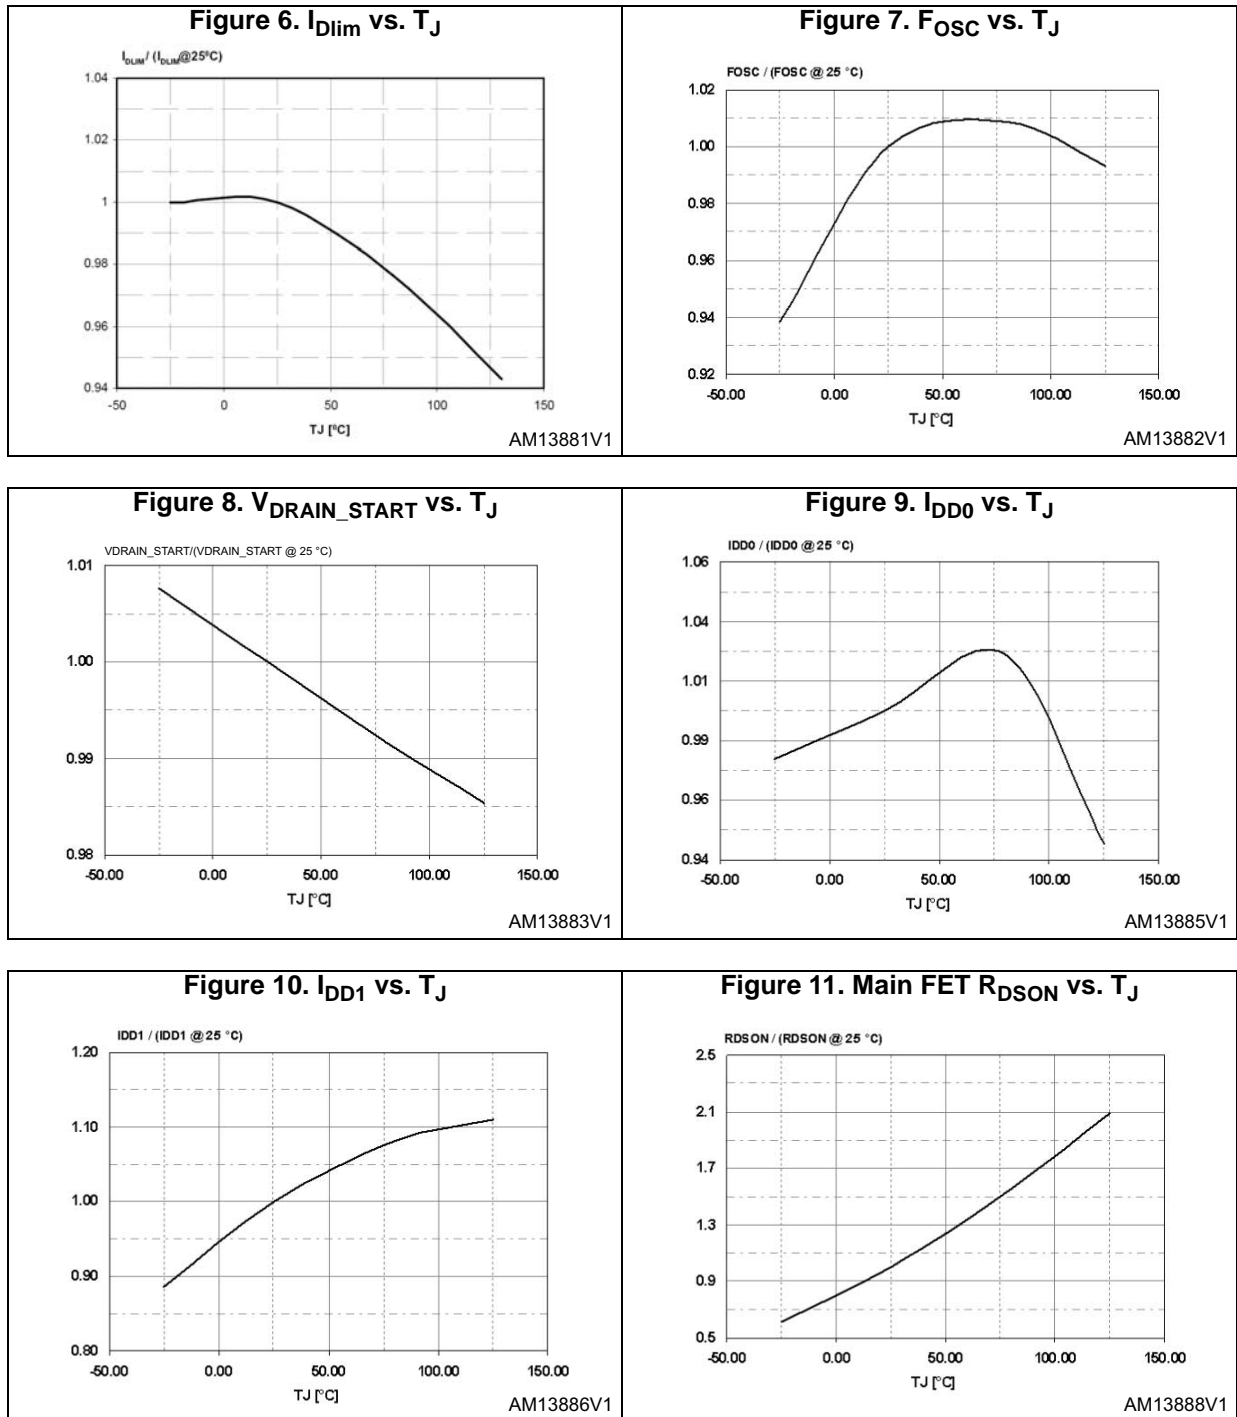 Figure 6. IDlim vs. TJ
IDLIM / (IDLIM@25°C)
1.04
1.02
1
0.98
0.96
0.94
-50 0 50 100 150
TJ [°C]
AM13881V1
Figure 7. FOSC vs. TJ
FOSC / (FOSC @ 25 °C)
1.02
1.00
0.98
0.96
0.94
0.92
-50.00 0.00 50.00 100.00 150.00
TJ [°C]
AM13882V1
Figure 8. VDRAIN_START vs. TJ
VDRAIN_START/(VDRAIN_START @ 25 °C)
1.01
1.00
0.99
0.98
-50.00 0.00 50.00 100.00 150.00
TJ [°C]
AM13883V1
Figure 9. IDD0 vs. TJ
IDD0 / (IDD0 @ 25 °C)
1.06
1.04
1.01
0.99
0.96
0.94
-50.00 0.00 50.00 100.00 150.00
TJ [°C]
AM13885V1
Figure 10. IDD1 vs. TJ
IDD1 / (IDD1 @ 25 °C)
1.20
1.10
1.00
0.90
0.80
-50.00 0.00 50.00 100.00 150.00
TJ [°C]
AM13886V1
Figure 11. Main FET RDSON vs. TJ
RDSON / (RDSON @ 25 °C)
2.5
2.1
1.7
1.3
0.9
0.5
-50.00 0.00 50.00 100.00 150.00
TJ [°C]
AM13888V1